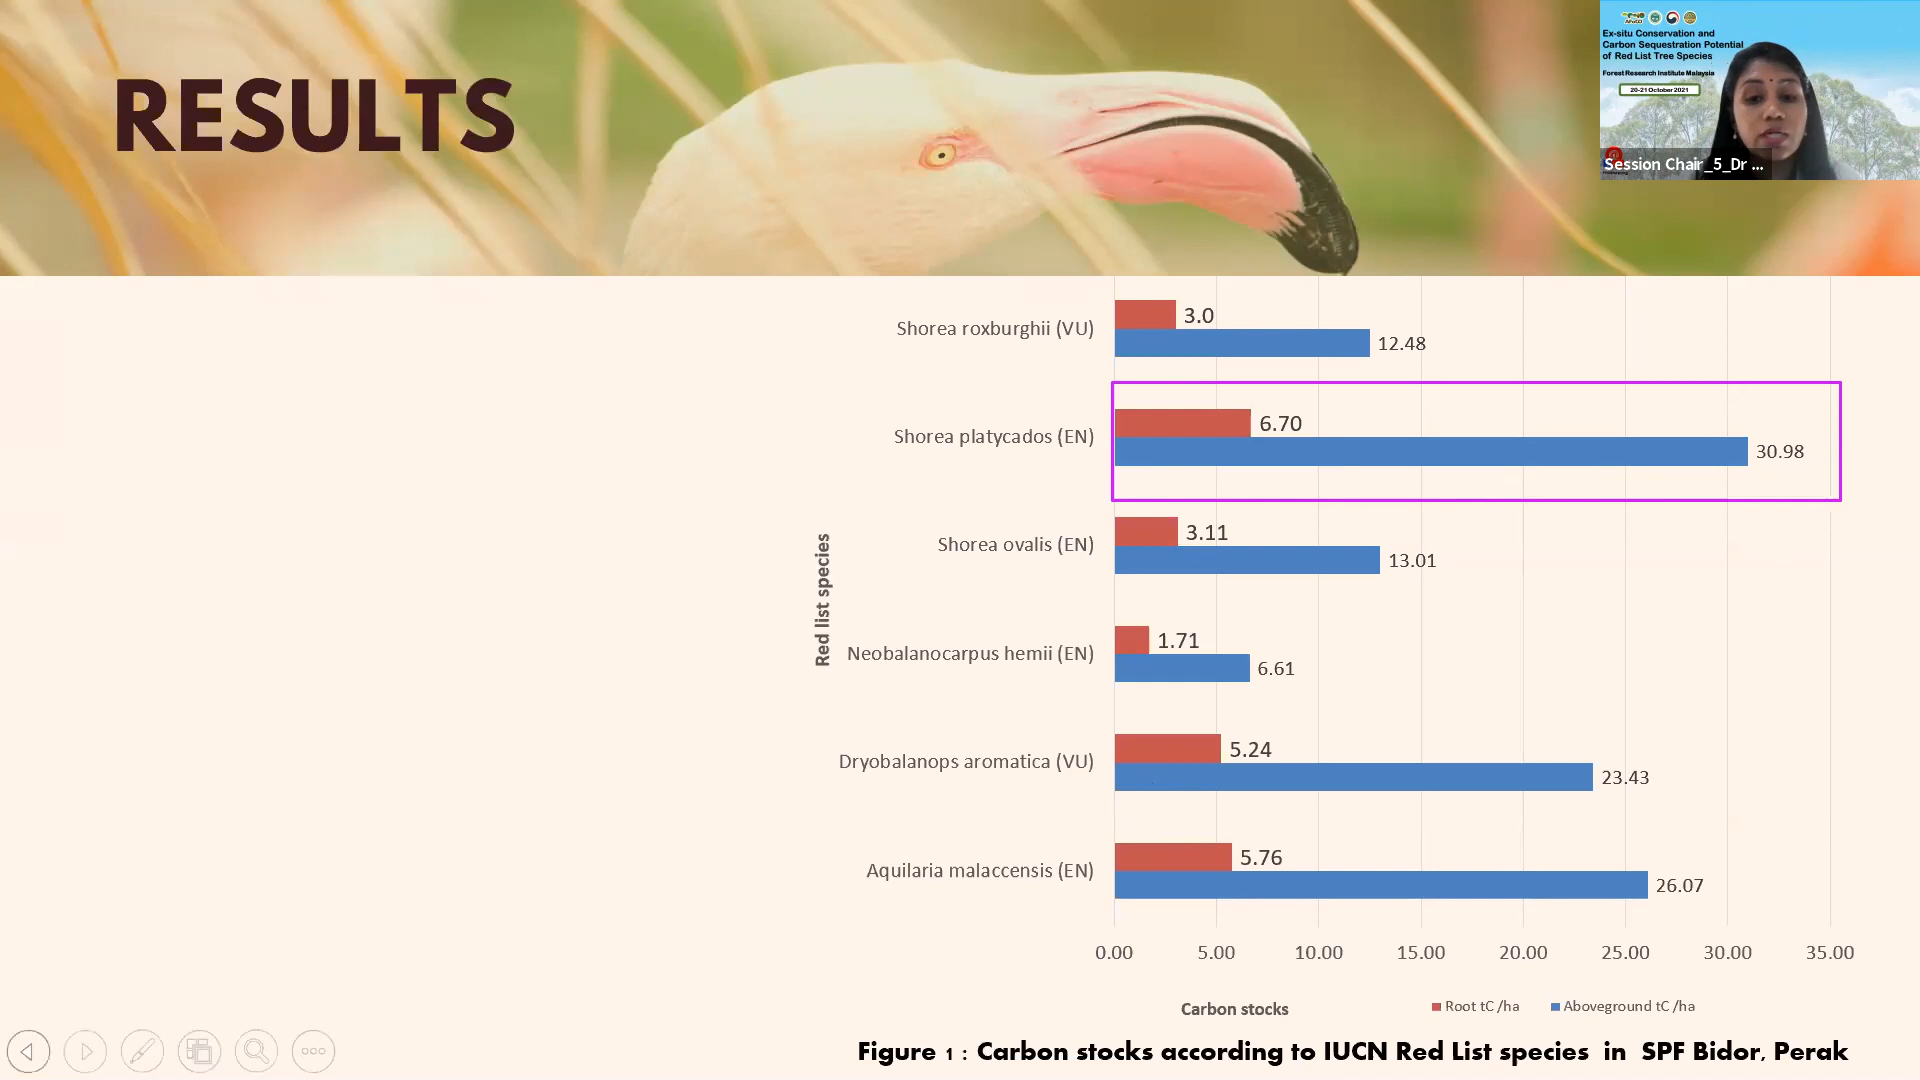 RESULTS
Ex-situ Conservation and
Carbon Sequestration Potential
of Red List Tree Species
Forest Research Institute Malaysia
20-21 October 2021
Session Chair_5_Dr ...
Shorea roxburghii (VU)
3.0
12.48
Shorea platycados (EN)
6.70
30.98
Shorea ovalis (EN)
3.11
13.01
Red list species
Neobalanocarpus hemii (EN)
1.71
6.61
Dryobalanops aromatica (VU)
5.24
23.43
Aquilaria malaccensis (EN)
5.76
26.07
0.00 5.00 10.00 15.00 20.00 25.00 30.00 35.00
Carbon stocks
Root tC /ha
Aboveground tC /ha
Figure 1 : Carbon stocks according to IUCN Red List species in SPF Bidor, Perak